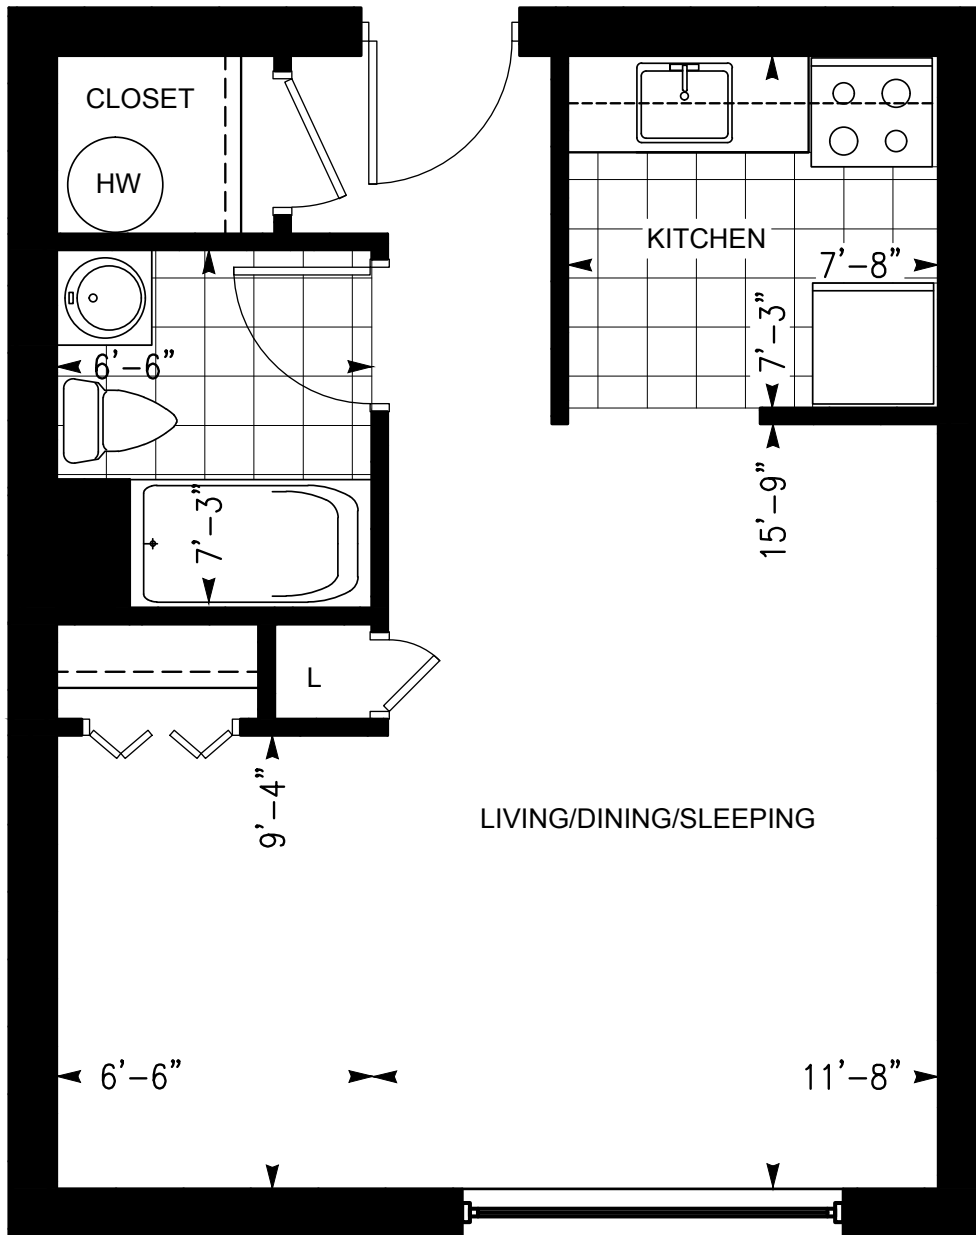 CLOSET
HW
KITCHEN
7’–8”
7’–3”
6’–6”
7’–3”
15’–9”
L
9’–4”
LIVING/DINING/SLEEPING
6’–6”
11’–8”